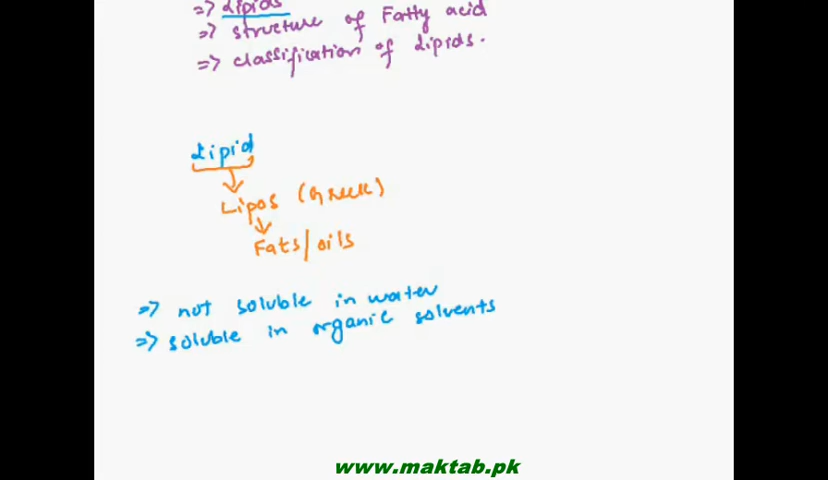 => Lipids
=> structure of Fatty acid
=> classification of Lipids.
Lipid
Lipos (Greek)
Fats/oils
=> not soluble in water
=> soluble in organic solvents
www.maktab.pk